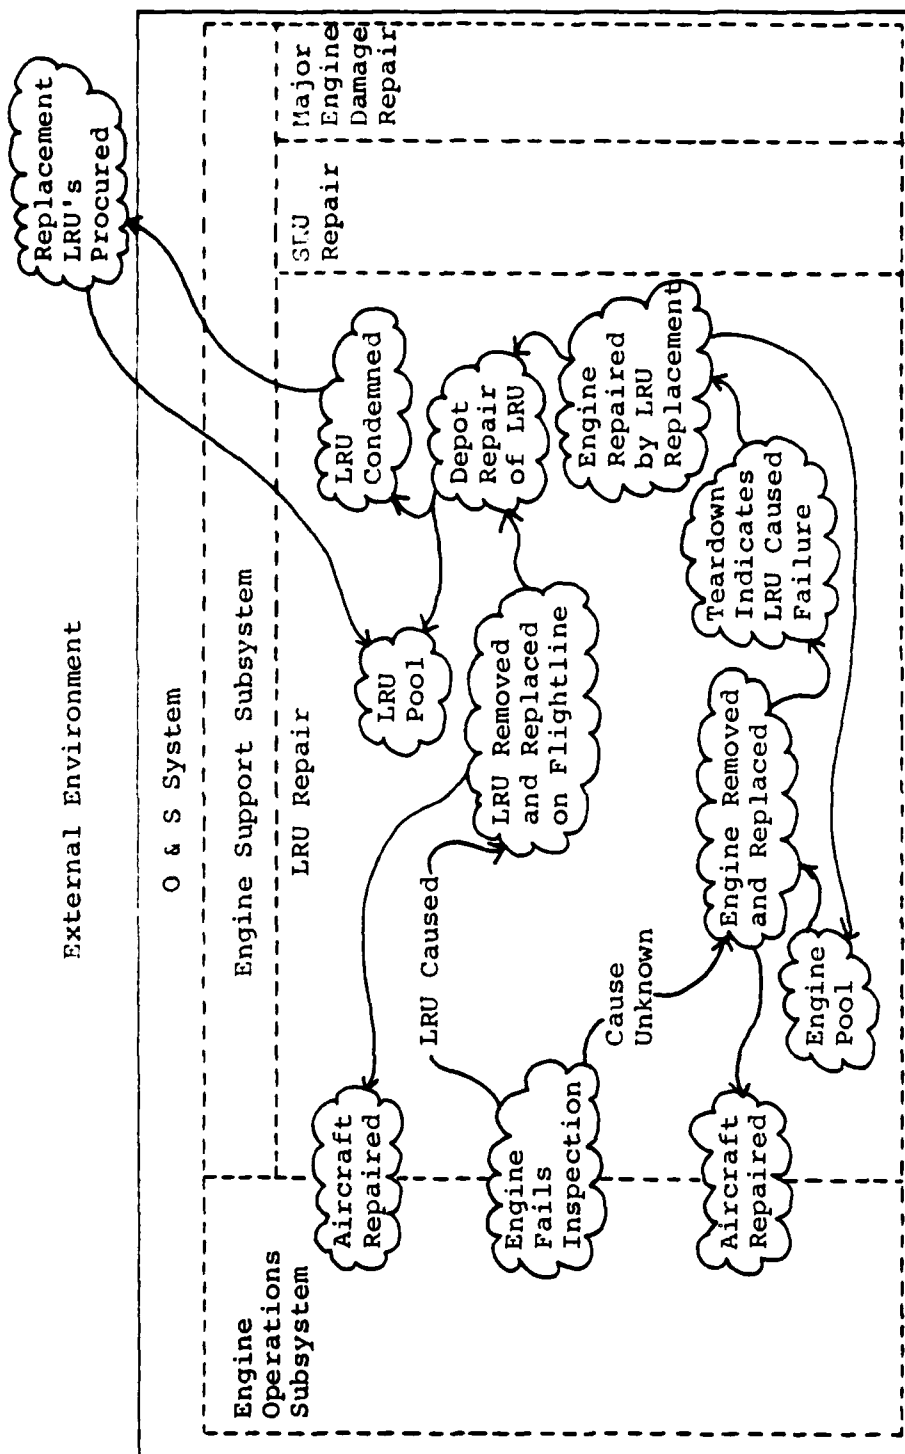 External Environment
O & S System
Engine
Operations
Subsystem
Engine Support Subsystem
LRU Repair
SRU
Repair
Major
Engine
Damage
Repair
Replacement
LRU's
Procured
Aircraft
Repaired
LRU
Pool
LRU
Condemned
LRU Caused
LRU Removed
and Replaced
on Flightline
Depot
Repair
of LRU
Engine
Fails
Inspection
Cause
Unknown
Engine
Repaired
by LRU
Replacement
Aircraft
Repaired
Engine Removed
and Replaced
Teardown
Indicates
LRU Caused
Failure
Engine
Pool